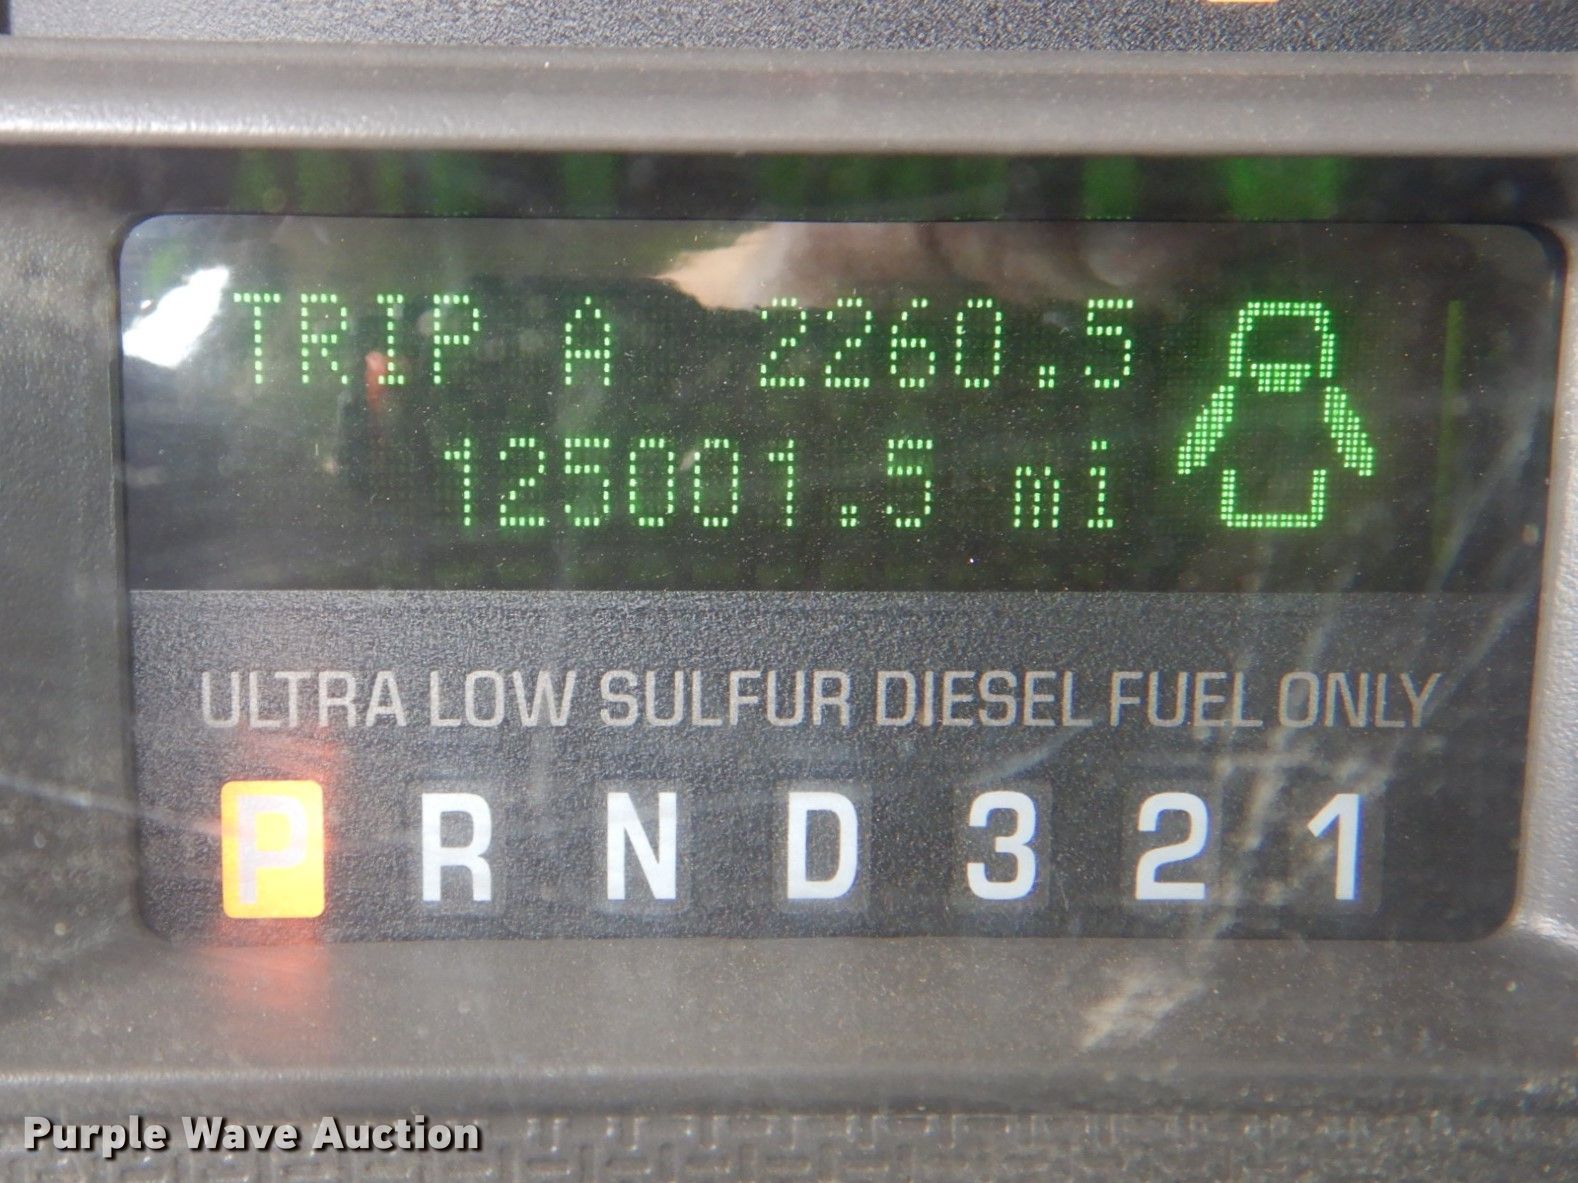 TRIP A 2260.5
125001.5 mi
ULTRA LOW SULFUR DIESEL FUEL ONLY
P R N D 3 2 1
Purple Wave Auction